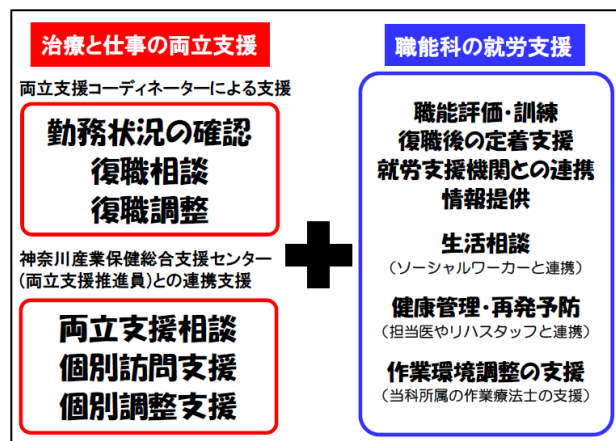 治療と仕事の両立支援
両立支援コーディネーターによる支援
勤務状況の確認
復職相談
復職調整
神奈川産業保健総合支援センター
(両立支援推進員)との連携支援
両立支援相談
個別訪問支援
個別調整支援
職能科の就労支援
職能評価・訓練
復職後の定着支援
就労支援機関との連携
情報提供
生活相談
(ソーシャルワーカーと連携)
健康管理・再発予防
(担当医やリハスタッフと連携)
作業環境調整の支援
(当科所属の作業療法士の支援)